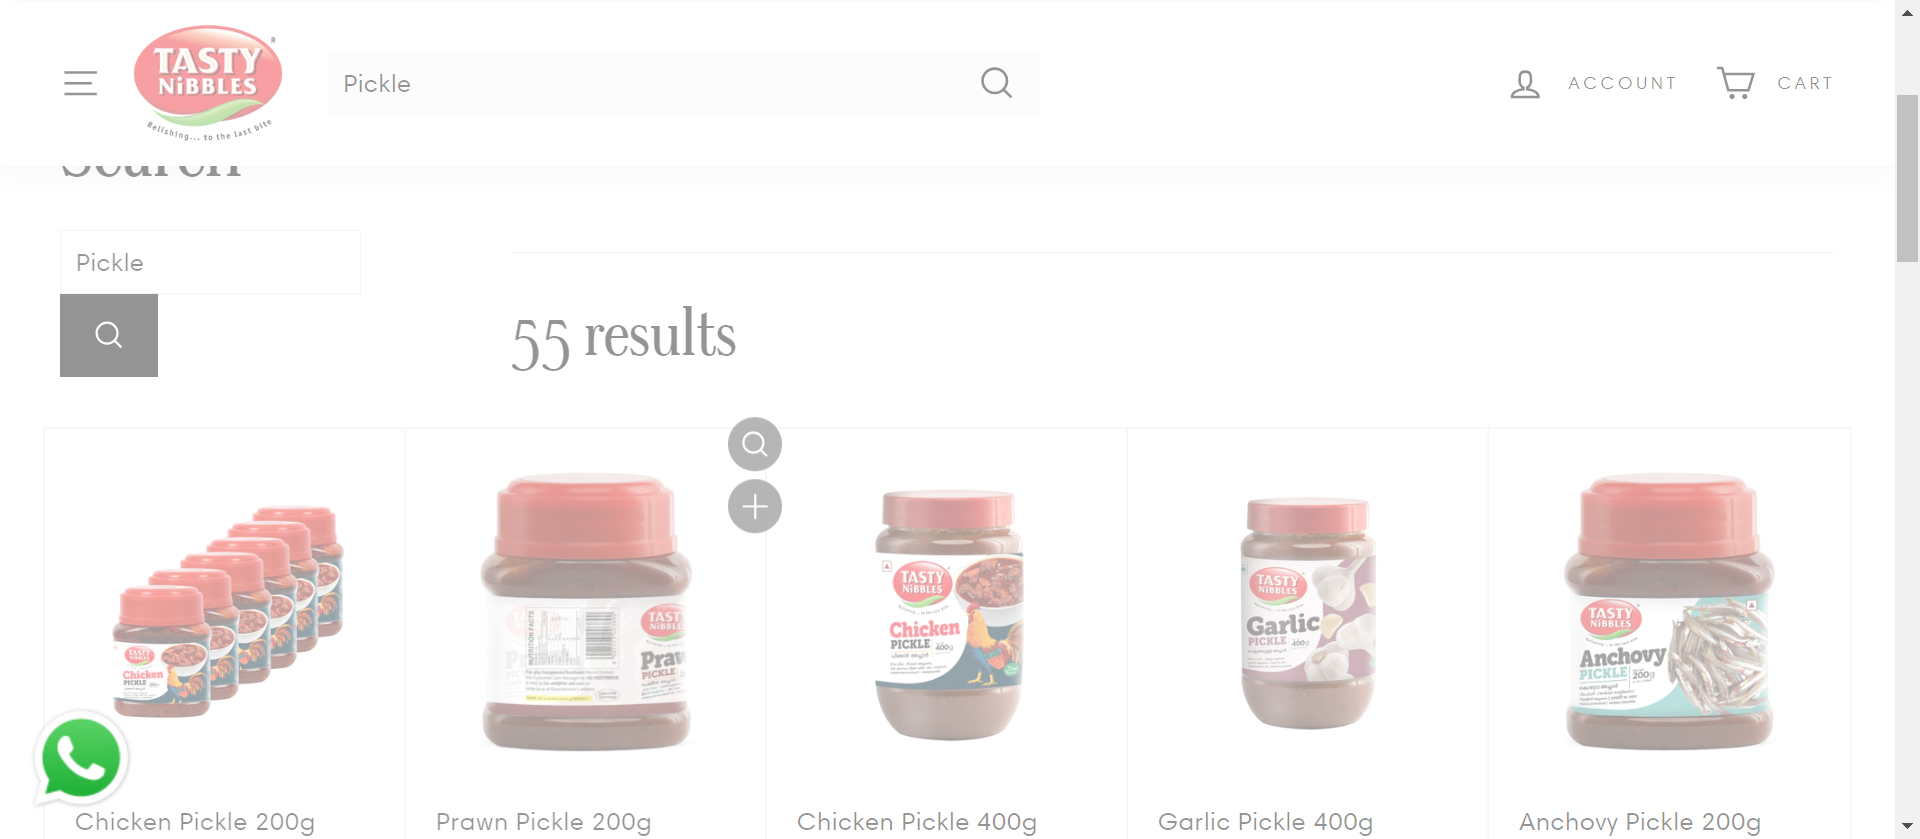 TASTY
NiBBLES
R
Relishing... to the last bite
Pickle
ACCOUNT
CART
Search
Pickle
55 results
TASTY
NiBBLES
Chicken
PICKLE
NUTRITION FACTS
TASTY
NiBBLES
PICKLE
TASTY
NiBBLES
Chicken
PICKLE
400g
TASTY
NiBBLES
Garlic
PICKLE
400g
TASTY
NiBBLES
Anchovy
PICKLE
200g
Chicken Pickle 200g
Prawn Pickle 200g
Chicken Pickle 400g
Garlic Pickle 400g
Anchovy Pickle 200g